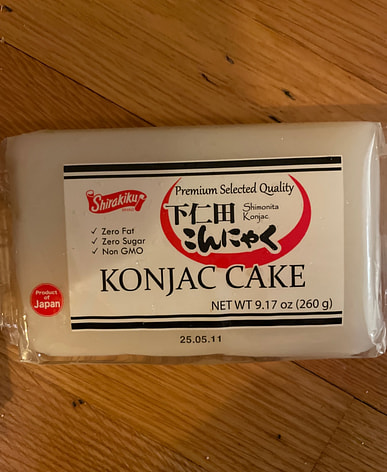 Premium Selected Quality
Shirakiku
下仁田
Shimonita
Konjac
こんにゃく
✓ Zero Fat
✓ Zero Sugar
✓ Non GMO
KONJAC CAKE
Product
of
Japan
NET WT 9.17 oz (260 g)
25.05.11